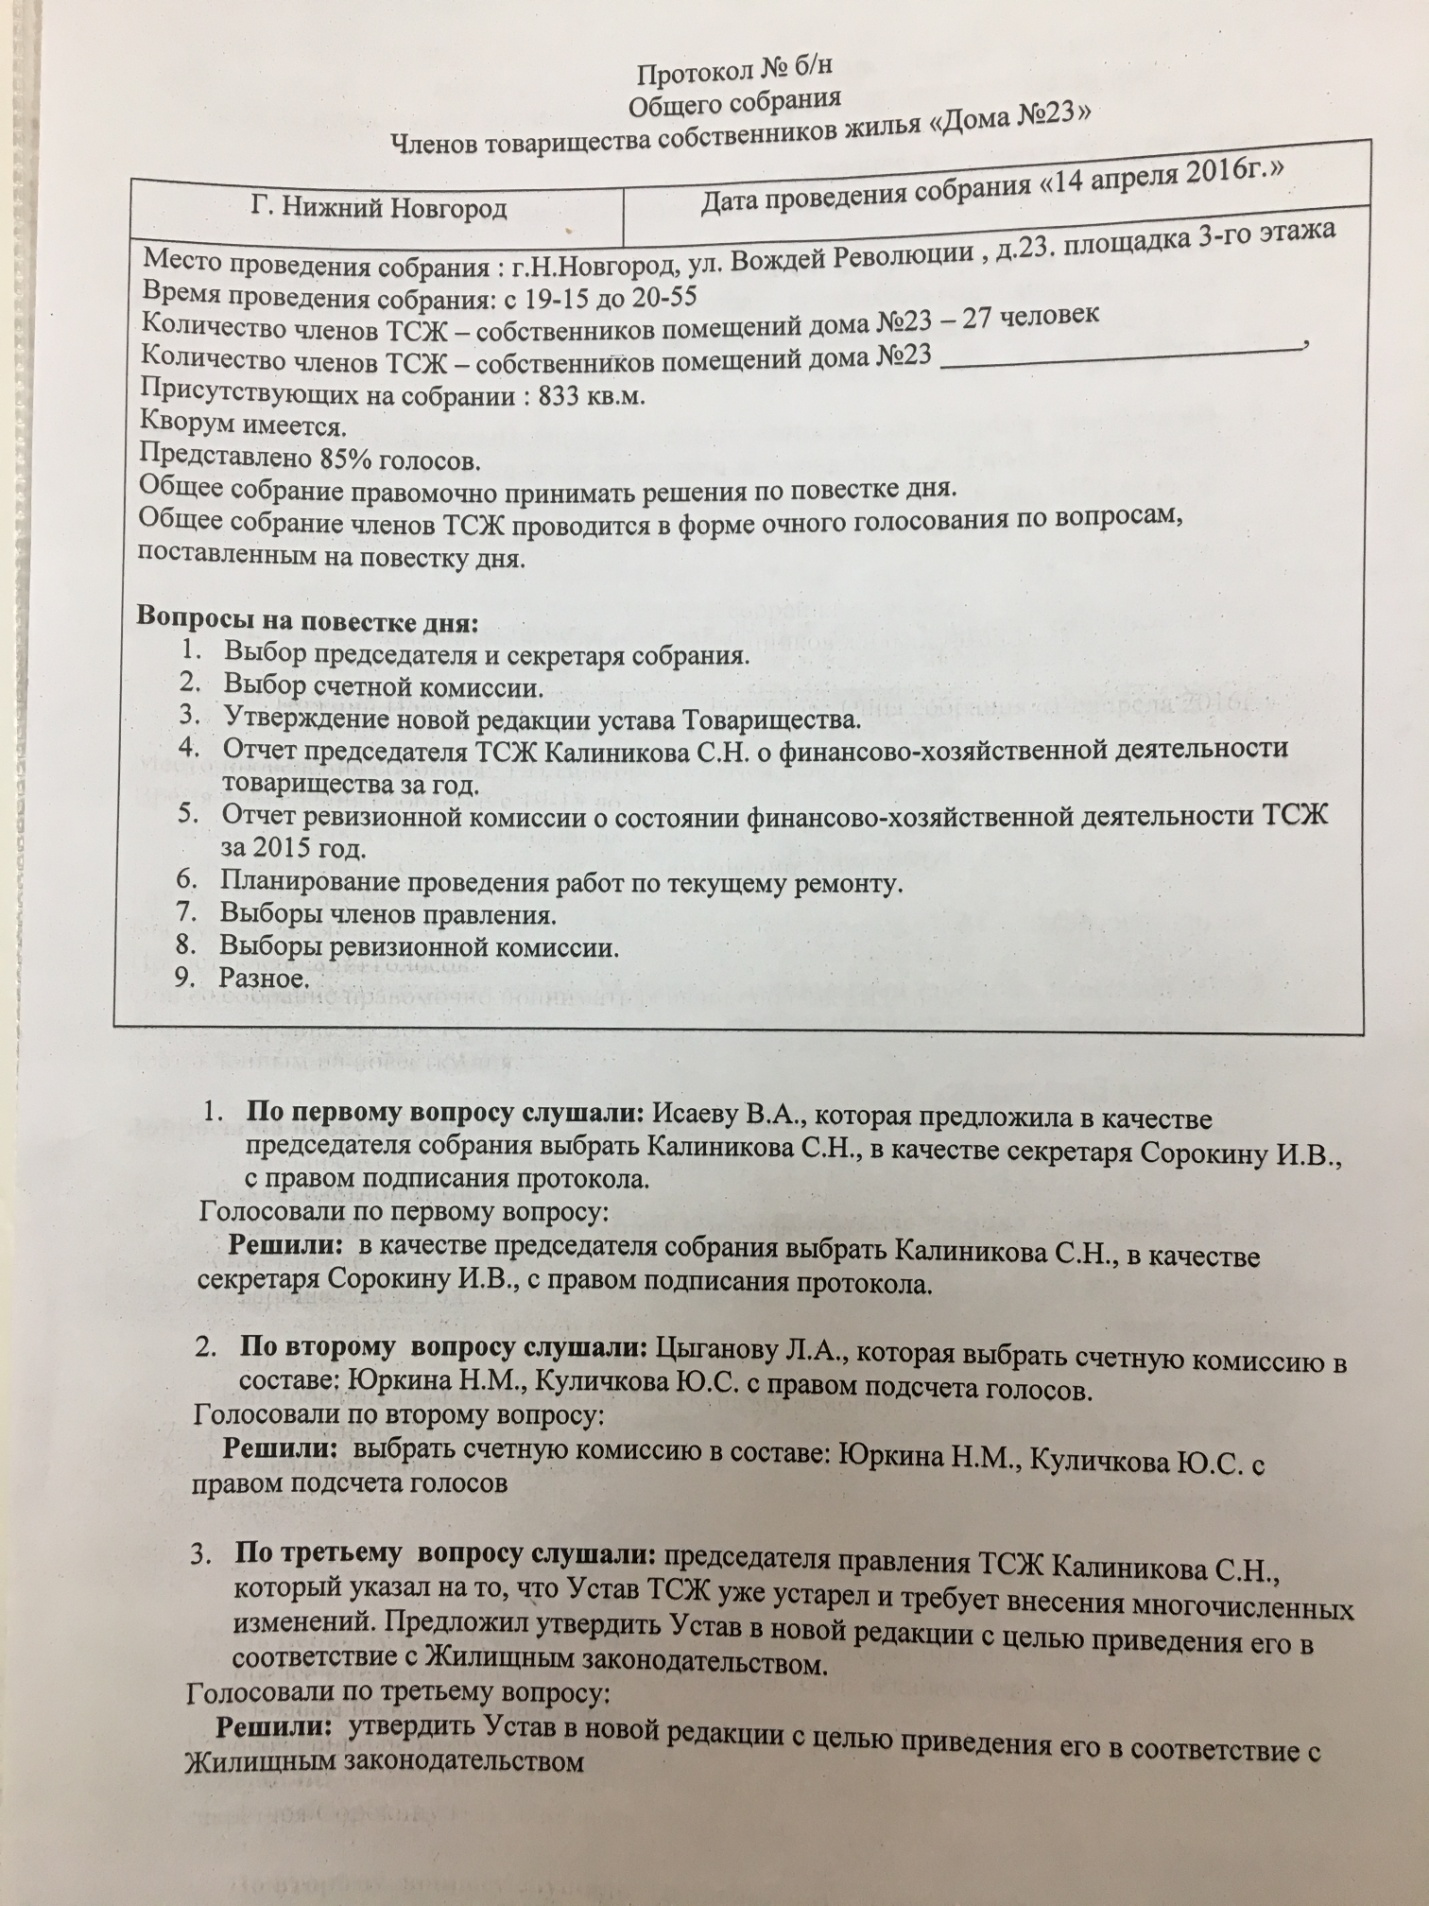 Протокол № б/н
Общего собрания
Членов товарищества собственников жилья «Дома №23»
Г. Нижний Новгород
Дата проведения собрания «14 апреля 2016г.»
Место проведения собрания : г.Н.Новгород, ул. Вождей Революции , д.23. площадка 3-го этажа
Время проведения собрания: с 19-15 до 20-55
Количество членов ТСЖ – собственников помещений дома №23 – 27 человек
Количество членов ТСЖ – собственников помещений дома №23 ___________________________,
Присутствующих на собрании : 833 кв.м.
Кворум имеется.
Представлено 85% голосов.
Общее собрание правомочно принимать решения по повестке дня.
Общее собрание членов ТСЖ проводится в форме очного голосования по вопросам,
поставленным на повестку дня.
Вопросы на повестке дня:
1. Выбор председателя и секретаря собрания.
2. Выбор счетной комиссии.
3. Утверждение новой редакции устава Товарищества.
4. Отчет председателя ТСЖ Калиникова С.Н. о финансово-хозяйственной деятельности
товарищества за год.
5. Отчет ревизионной комиссии о состоянии финансово-хозяйственной деятельности ТСЖ
за 2015 год.
6. Планирование проведения работ по текущему ремонту.
7. Выборы членов правления.
8. Выборы ревизионной комиссии.
9. Разное.
1. По первому вопросу слушали: Исаеву В.А., которая предложила в качестве
председателя собрания выбрать Калиникова С.Н., в качестве секретаря Сорокину И.В.,
с правом подписания протокола.
Голосовали по первому вопросу:
Решили: в качестве председателя собрания выбрать Калиникова С.Н., в качестве
секретаря Сорокину И.В., с правом подписания протокола.
2. По второму вопросу слушали: Цыганову Л.А., которая выбрать счетную комиссию в
составе: Юркина Н.М., Куличкова Ю.С. с правом подсчета голосов.
Голосовали по второму вопросу:
Решили: выбрать счетную комиссию в составе: Юркина Н.М., Куличкова Ю.С. с
правом подсчета голосов
3. По третьему вопросу слушали: председателя правления ТСЖ Калиникова С.Н.,
который указал на то, что Устав ТСЖ уже устарел и требует внесения многочисленных
изменений. Предложил утвердить Устав в новой редакции с целью приведения его в
соответствие с Жилищным законодательством.
Голосовали по третьему вопросу:
Решили: утвердить Устав в новой редакции с целью приведения его в соответствие с
Жилищным законодательством